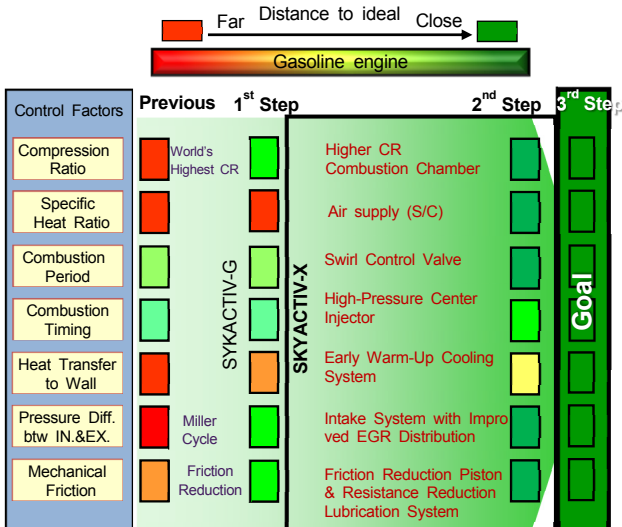 Distance to ideal
Far
Close
Gasoline engine
Control Factors
Previous
1st Step
2nd Step
3rd Step
Compression
Ratio
World's
Highest CR
Higher CR
Combustion Chamber
Specific
Heat Ratio
Air supply (S/C)
Combustion
Period
Swirl Control Valve
Combustion
Timing
High-Pressure Center
Injector
Heat Transfer
to Wall
Early Warm-Up Cooling
System
Pressure Diff.
btw IN.&EX.
Miller
Cycle
Intake System with Impro
ved EGR Distribution
Mechanical
Friction
Friction
Reduction
Friction Reduction Piston
& Resistance Reduction
Lubrication System
SYKACTIV-G
SKYACTIV-X
Goal